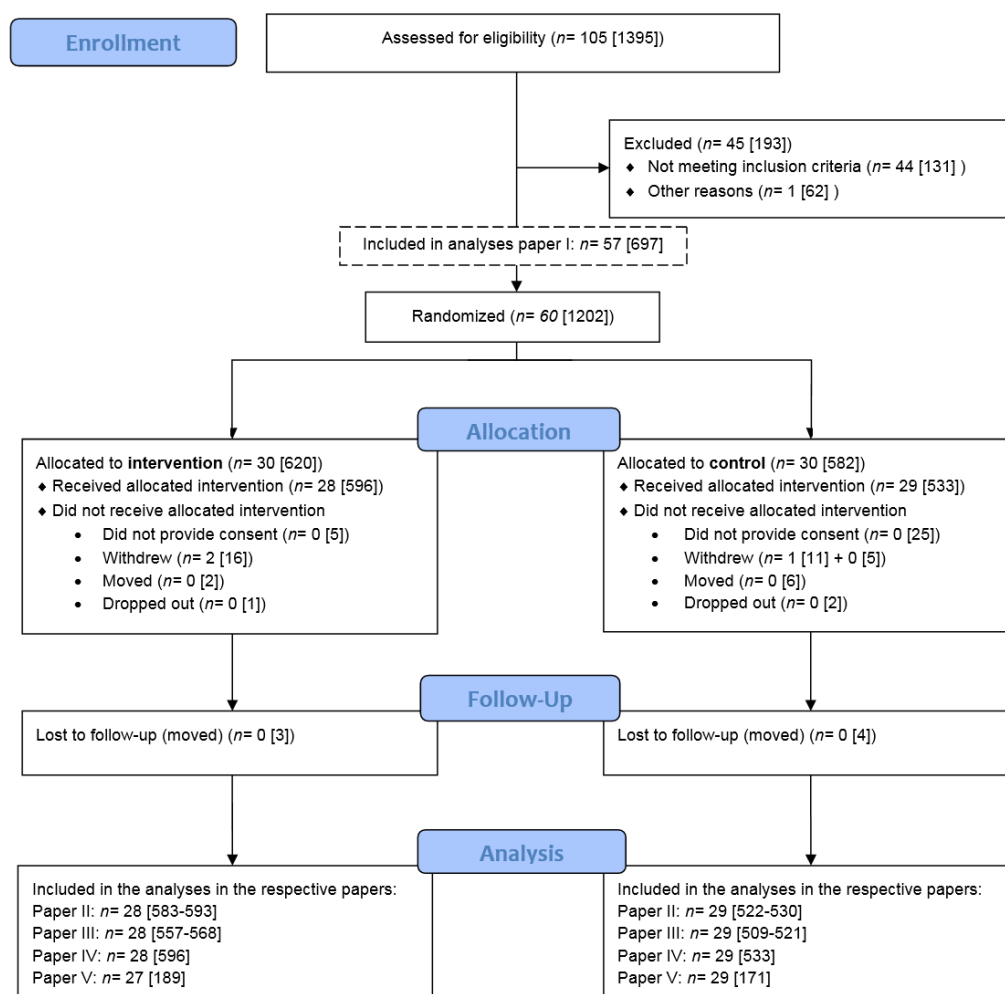 Enrollment
Assessed for eligibility (n= 105 [1395])
Excluded (n= 45 [193])
♦ Not meeting inclusion criteria (n= 44 [131] )
♦ Other reasons (n= 1 [62] )
Included in analyses paper I: n= 57 [697]
Randomized (n= 60 [1202])
Allocation
Allocated to intervention (n= 30 [620])
♦ Received allocated intervention (n= 28 [596])
♦ Did not receive allocated intervention
• Did not provide consent (n= 0 [5])
• Withdrew (n= 2 [16])
• Moved (n= 0 [2])
• Dropped out (n= 0 [1])
Allocated to control (n= 30 [582])
♦ Received allocated intervention (n= 29 [533])
♦ Did not receive allocated intervention
• Did not provide consent (n= 0 [25])
• Withdrew (n= 1 [11] + 0 [5])
• Moved (n= 0 [6])
• Dropped out (n= 0 [2])
Follow-Up
Lost to follow-up (moved) (n= 0 [3])
Lost to follow-up (moved) (n= 0 [4])
Analysis
Included in the analyses in the respective papers:
Paper II: n= 28 [583-593]
Paper III: n= 28 [557-568]
Paper IV: n= 28 [596]
Paper V: n= 27 [189]
Included in the analyses in the respective papers:
Paper II: n= 29 [522-530]
Paper III: n= 29 [509-521]
Paper IV: n= 29 [533]
Paper V: n= 29 [171]